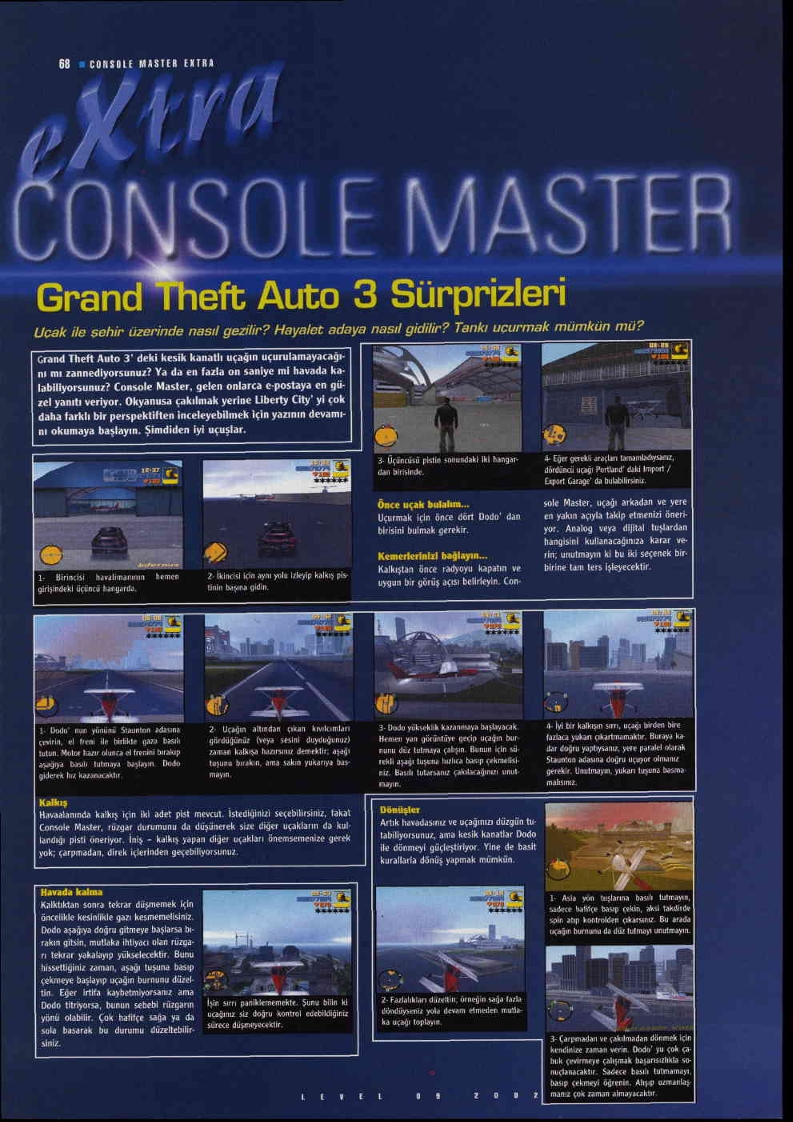 68 ■ CONSOLE MASTER EXTRA
eXtra
CONSOLE MASTER
Grand Theft Auto 3 Sürprizleri
Uçak ile şehir üzerinde nasıl gezilir? Hayalet adaya nasıl gidilir? Tankı uçurmak mümkün mü?
Grand Theft Auto 3' deki kesik kanatlı uçağın uçurulamayacağı-
nı mı zannediyorsunuz? Ya da en fazla on saniye mi havada ka-
labiliyorsunuz? Console Master, gelen onlarca e-postaya en gü-
zel yanıtı veriyor. Okyanusa çakılmak yerine Liberty City' yi çok
daha farklı bir perspektiften inceleyebilmek için yazının devamı-
nı okumaya başlayın. Şimdiden iyi uçuşlar.
1- Birincisi havalimanının hemen
girişindeki üçüncü hangarda.
2- İkincisi için aynı yolu izleyip kalkış pis-
tinin başına gidin.
3- Üçüncüsü pistin sonundaki iki hangar-
dan birisinde.
4- Eğer gerekli araçları tamamladıysanız,
dördüncü uçağı Portland' daki Import /
Export Garage' da bulabilirsiniz.
Önce uçak bulalım...
Uçurmak için önce dört Dodo' dan
birisini bulmak gerekir.
Kemerlerinizi bağlayın...
Kalkıştan önce radyoyu kapatın ve
uygun bir görüş açısı belirleyin. Con-
sole Master, uçağı arkadan ve yere
en yakın açıyla takip etmenizi öneri-
yor. Analog veya dijital tuşlardan
hangisini kullanacağınıza karar ve-
rin; unutmayın ki bu iki seçenek bir-
birine tam ters işleyecektir.
1- Dodo' nun yönünü Staunton adasına
çevirin, el freni ile birlikte gaza basılı
tutun. Motor hazır olunca el frenini bırakıp
aşağıya basılı tutmaya başlayın. Dodo
giderek hız kazanacaktır.
2- Uçağın altından çıkan kıvılcımları
gördüğünüz (veya sesini duyduğunuz)
zaman kalkışa hazırsınız demektir; aşağı
tuşunu bırakın, ama sakın yukarıya bas-
mayın.
3- Dodo yükseklik kazanmaya başlayacak.
Hemen yan görüntüye geçip uçağın bur-
nunu düz tutmaya çalışın. Bunun için sü-
rekli aşağı tuşuna hızlıca basıp çekmelisi-
niz. Basılı tutarsanız çakılacağınızı unut-
mayın.
4- İyi bir kalkışın sırrı, uçağı birden bire
fazlaca yukarı çıkartmamaktır. Buraya ka-
dar doğru yaptıysanız, yere paralel olarak
Staunton adasına doğru uçuyor olmanız
gerekir. Unutmayın, yukarı tuşuna basma-
malısınız.
Kalkış
Havaalanında kalkış için iki adet pist mevcut. İstediğinizi seçebilirsiniz, fakat
Console Master, rüzgar durumunu da düşünerek size diğer uçakların da kul-
landığı pisti öneriyor. İniş - kalkış yapan diğer uçakları önemsemenize gerek
yok; çarpmadan, direk içlerinden geçebiliyorsunuz.
Dönüşler
Artık havadasınız ve uçağınızı düzgün tu-
tabiliyorsunuz, ama kesik kanatlar Dodo
ile dönmeyi güçleştiriyor. Yine de basit
kurallarla dönüş yapmak mümkün.
Havada kalma
Kalktıktan sonra tekrar düşmemek için
öncelikle kesinlikle gazı kesmemelisiniz.
Dodo aşağıya doğru gitmeye başlarsa bı-
rakın gitsin, mutlaka ihtiyacı olan rüzga-
rı tekrar yakalayıp yükselecektir. Bunu
hissettiğiniz zaman, aşağı tuşuna basıp
çekmeye başlayıp uçağın burnunu düzel-
tin. Eğer irtifa kaybetmiyorsanız ama
Dodo titriyorsa, bunun sebebi rüzgarın
yönü olabilir. Çok hafifçe sağa ya da
sola basarak bu durumu düzeltebilir-
siniz.
İşin sırrı paniklememekte. Şunu bilin ki
uçağınız siz doğru kontrol edebildiğiniz
sürece düşmeyecektir.
1- Asla yön tuşlarına basılı tutmayın,
sadece hafifçe basıp çekin, aksi takdirde
spin atıp kontrolden çıkarsınız. Bu arada
uçağın burnunu da düz tutmayı unutmayın.
2- Fazlalıkları düzeltin; örneğin sağa fazla
döndüyseniz yola devam etmeden mutla-
ka uçağı toplayın.
3- Çarpmadan ve çakılmadan dönmek için
kendinize zaman verin. Dodo' yu çok ça-
buk çevirmeye çalışmak başarısızlıkla so-
nuçlanacaktır. Sadece basılı tutmamayı,
basıp çekmeyi öğrenin. Alışıp uzmanlaş-
manız çok zaman almayacaktır.
LEVEL 09 2002